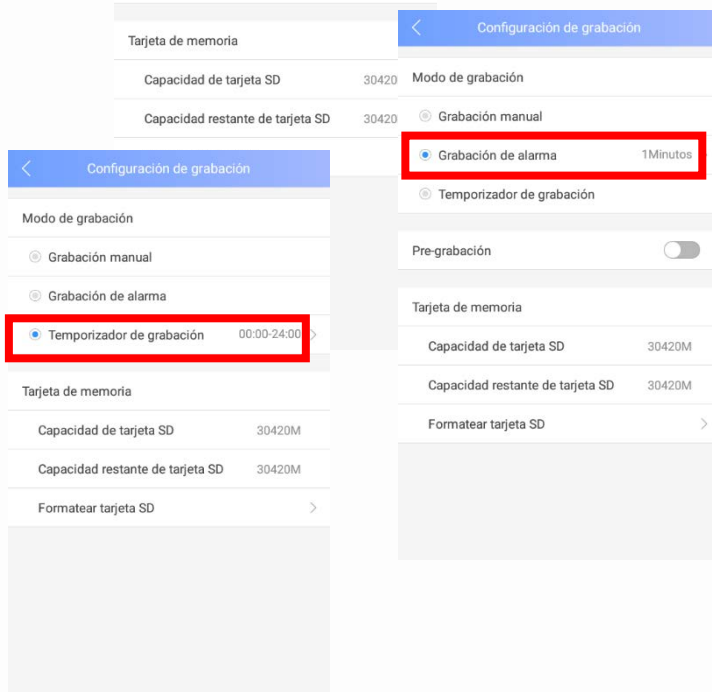 Tarjeta de memoria
Capacidad de tarjeta SD 30420
Capacidad restante de tarjeta SD 30420
Configuración de grabación
Modo de grabación
Grabación manual
Grabación de alarma
Temporizador de grabación 00:00-24:00
Tarjeta de memoria
Capacidad de tarjeta SD 30420M
Capacidad restante de tarjeta SD 30420M
Formatear tarjeta SD
Configuración de grabación
Modo de grabación
Grabación manual
Grabación de alarma 1Minutos
Temporizador de grabación
Pre-grabación
Tarjeta de memoria
Capacidad de tarjeta SD 30420M
Capacidad restante de tarjeta SD 30420M
Formatear tarjeta SD